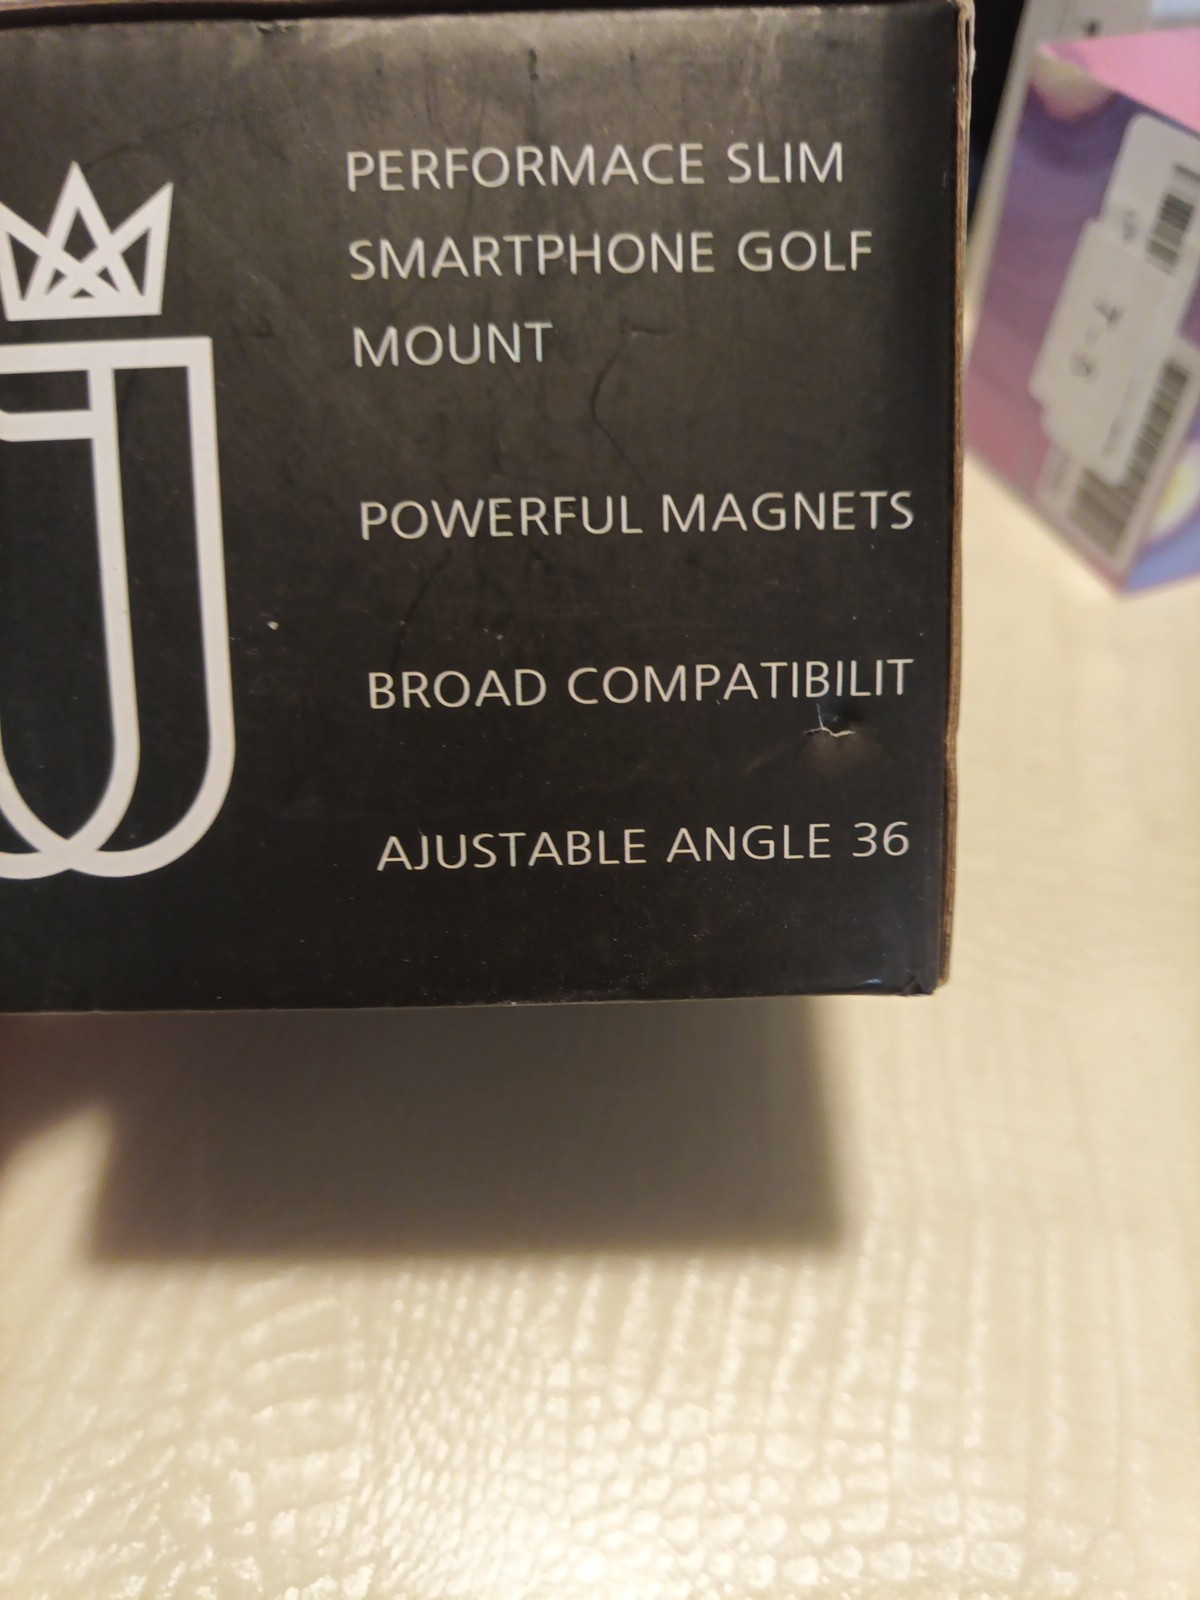 PERFORMACE SLIM
SMARTPHONE GOLF
MOUNT
POWERFUL MAGNETS
BROAD COMPATIBILIT
AJUSTABLE ANGLE 36